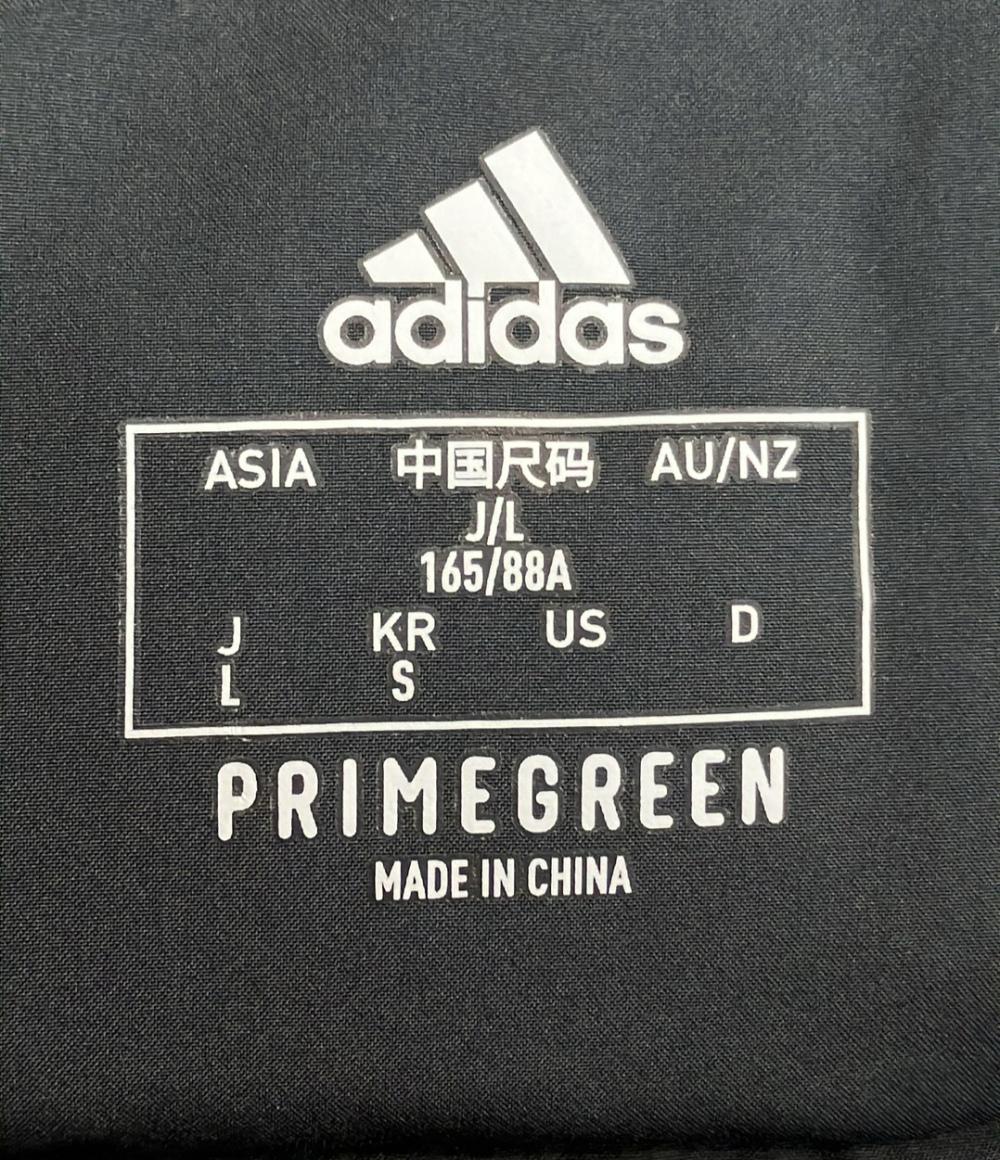 adidas
ASIA 中国尺码 AU/NZ
J/L
165/88A
J KR US D
L S
PRIMEGREEN
MADE IN CHINA